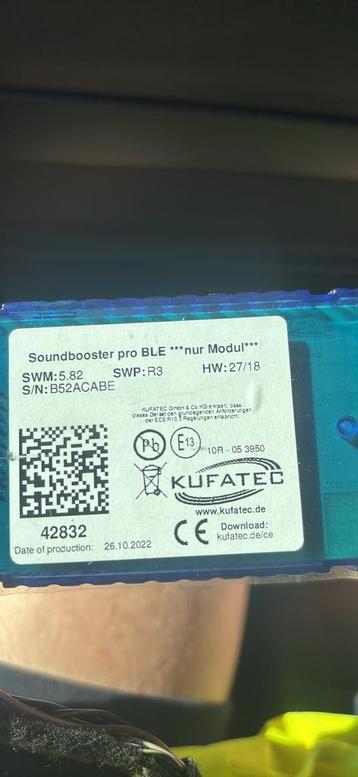 Soundbooster pro BLE ***nur Modul***
SWM: 5.82 SWP: R3 HW: 27/18
S/N: B52ACABE
KUFATEC GmbH & Co KG erklärt, dass
dieses Gerät den grundlegenden Anforderungen
der ECE R10.5 Regelungen entspricht.
Pb
E13
10R - 05 3950
KUFATEC
www.kufatec.de
42832
Date of production: 26.10.2022
CE
Download:
kufatec.de/ce